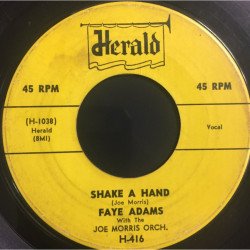 Herald
45 RPM
45 RPM
(H-1038)
Herald
(BMI)
Vocal
SHAKE A HAND
(Joe Morris)
FAYE ADAMS
With The
JOE MORRIS ORCH.
H-416